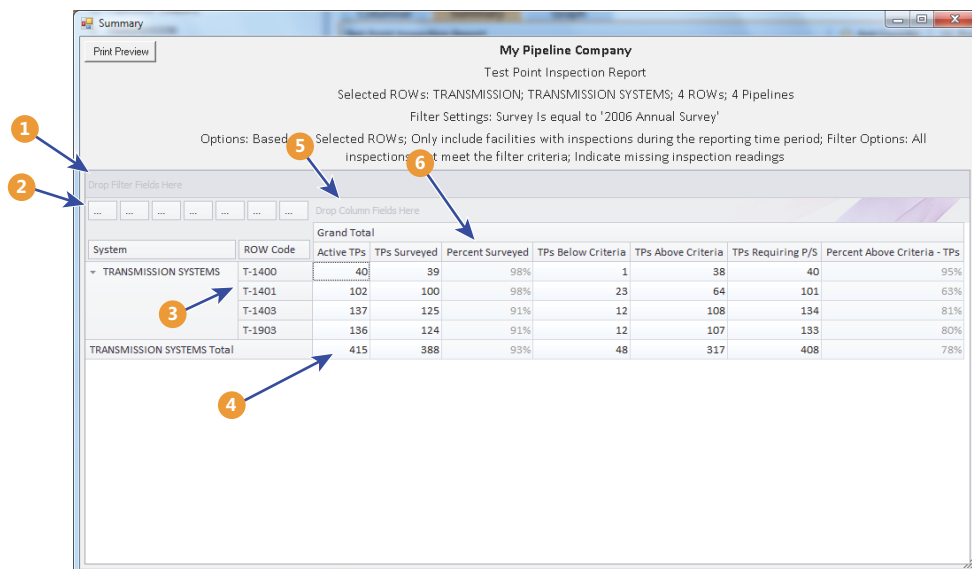 Summary
Print Preview
My Pipeline Company
Test Point Inspection Report
Selected ROWs: TRANSMISSION; TRANSMISSION SYSTEMS; 4 ROWs; 4 Pipelines
Filter Settings: Survey Is equal to '2006 Annual Survey'
Options: Based Selected ROWs; Only include facilities with inspections during the reporting time period; Filter Options: All
inspections meet the filter criteria; Indicate missing inspection readings
1
5
6
2
Drop Filter Fields Here
... ... ... ... ... ... ... Drop Column Fields Here
Grand Total
System ROW Code Active TPs TPs Surveyed Percent Surveyed TPs Below Criteria TPs Above Criteria TPs Requiring P/S Percent Above Criteria - TPs
TRANSMISSION SYSTEMS T-1400 40 39 98% 1 38 40 95%
T-1401 102 100 98% 23 64 101 63%
3
T-1403 137 125 91% 12 108 134 81%
T-1903 136 124 91% 12 107 133 80%
TRANSMISSION SYSTEMS Total 415 388 93% 48 317 408 78%
4